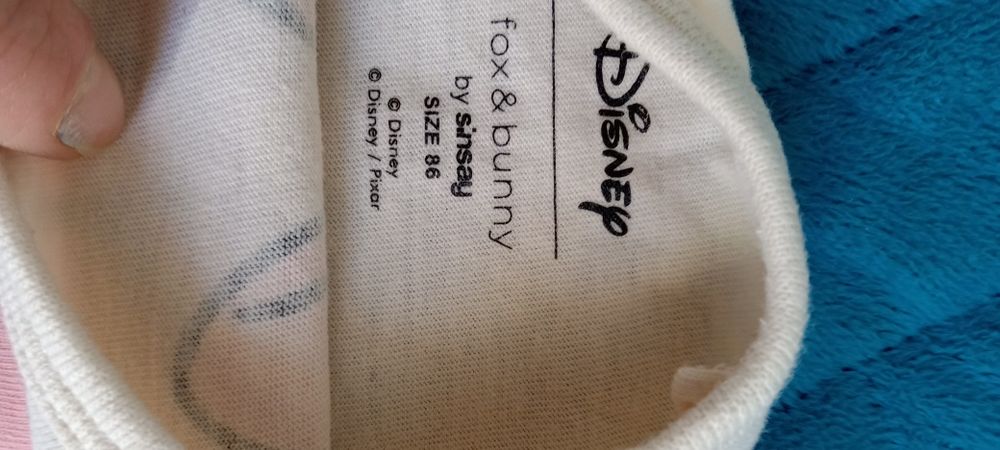 Disney
fox & bunny
by sinsay
SIZE 86
© Disney
© Disney / Pixar